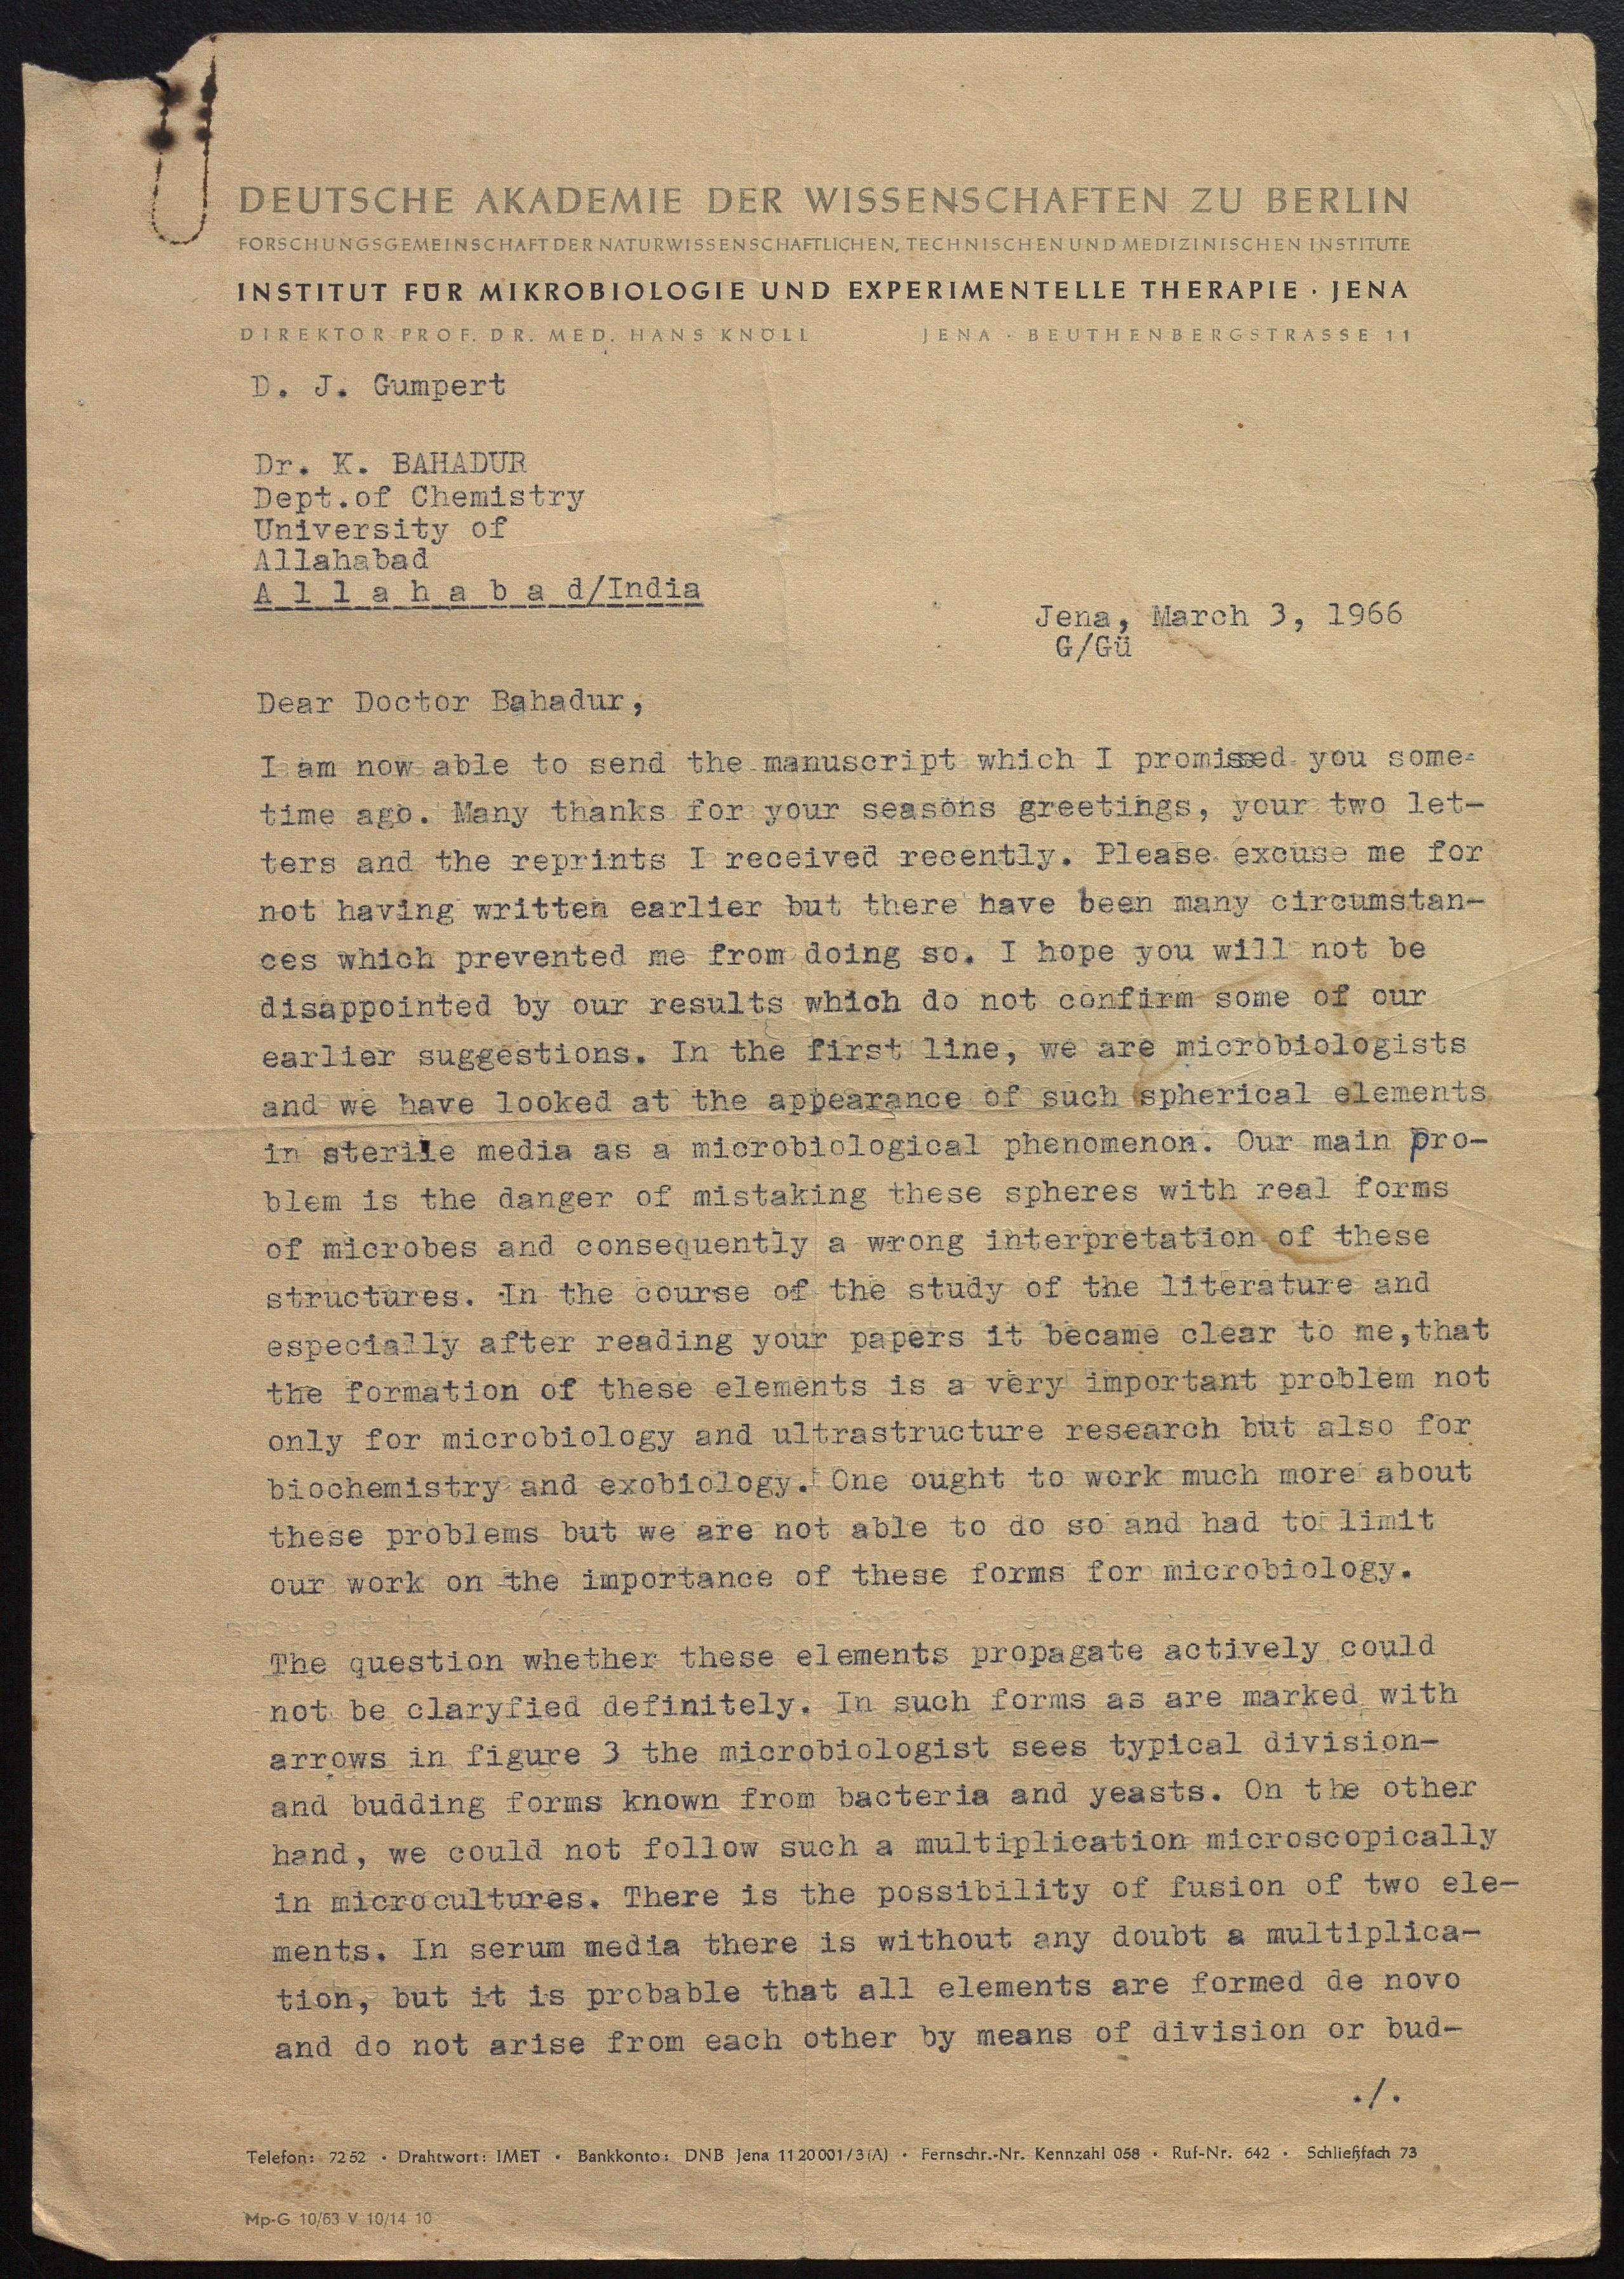 DEUTSCHE AKADEMIE DER WISSENSCHAFTEN ZU BERLIN
FORSCHUNGSGEMEINSCHAFT DER NATURWISSENSCHAFTLICHEN, TECHNISCHEN UND MEDIZINISCHEN INSTITUTE
INSTITUT FÜR MIKROBIOLOGIE UND EXPERIMENTELLE THERAPIE · JENA
DIREKTOR PROF. DR. MED. HANS KNÖLL JENA · BEUTHENBERGSTRASSE 11
D. J. Gumpert
Dr. K. BAHADUR
Dept.of Chemistry
University of
Allahabad
A l l a h a b a d/India
Jena, March 3, 1966
G/Gü
Dear Doctor Bahadur,
I am now able to send the manuscript which I promissed you some-
time ago. Many thanks for your seasons greetings, your two let-
ters and the reprints I received recently. Please excuse me for
not having written earlier but there have been many circumstan-
ces which prevented me from doing so. I hope you will not be
disappointed by our results which do not confirm some of our
earlier suggestions. In the first line, we are microbiologists
and we have looked at the appearance of such spherical elements
in sterile media as a microbiological phenomenon. Our main pro-
blem is the danger of mistaking these spheres with real forms
of microbes and consequently a wrong interpretation of these
structures. In the course of the study of the literature and
especially after reading your papers it became clear to me,that
the formation of these elements is a very important problem not
only for microbiology and ultrastructure research but also for
biochemistry and exobiology. One ought to work much more about
these problems but we are not able to do so and had to limit
our work on the importance of these forms for microbiology.
The question whether these elements propagate actively could
not be claryfied definitely. In such forms as are marked with
arrows in figure 3 the microbiologist sees typical division-
and budding forms known from bacteria and yeasts. On the other
hand, we could not follow such a multiplication microscopically
in microcultures. There is the possibility of fusion of two ele-
ments. In serum media there is without any doubt a multiplica-
tion, but it is probable that all elements are formed de novo
and do not arise from each other by means of division or bud-
./.
Telefon: 7252 · Drahtwort: IMET · Bankkonto: DNB Jena 1120001/3(A) · Fernschr.-Nr. Kennzahl 058 · Ruf-Nr. 642 · Schließfach 73
Mp-G 10/63 V 10/14 10